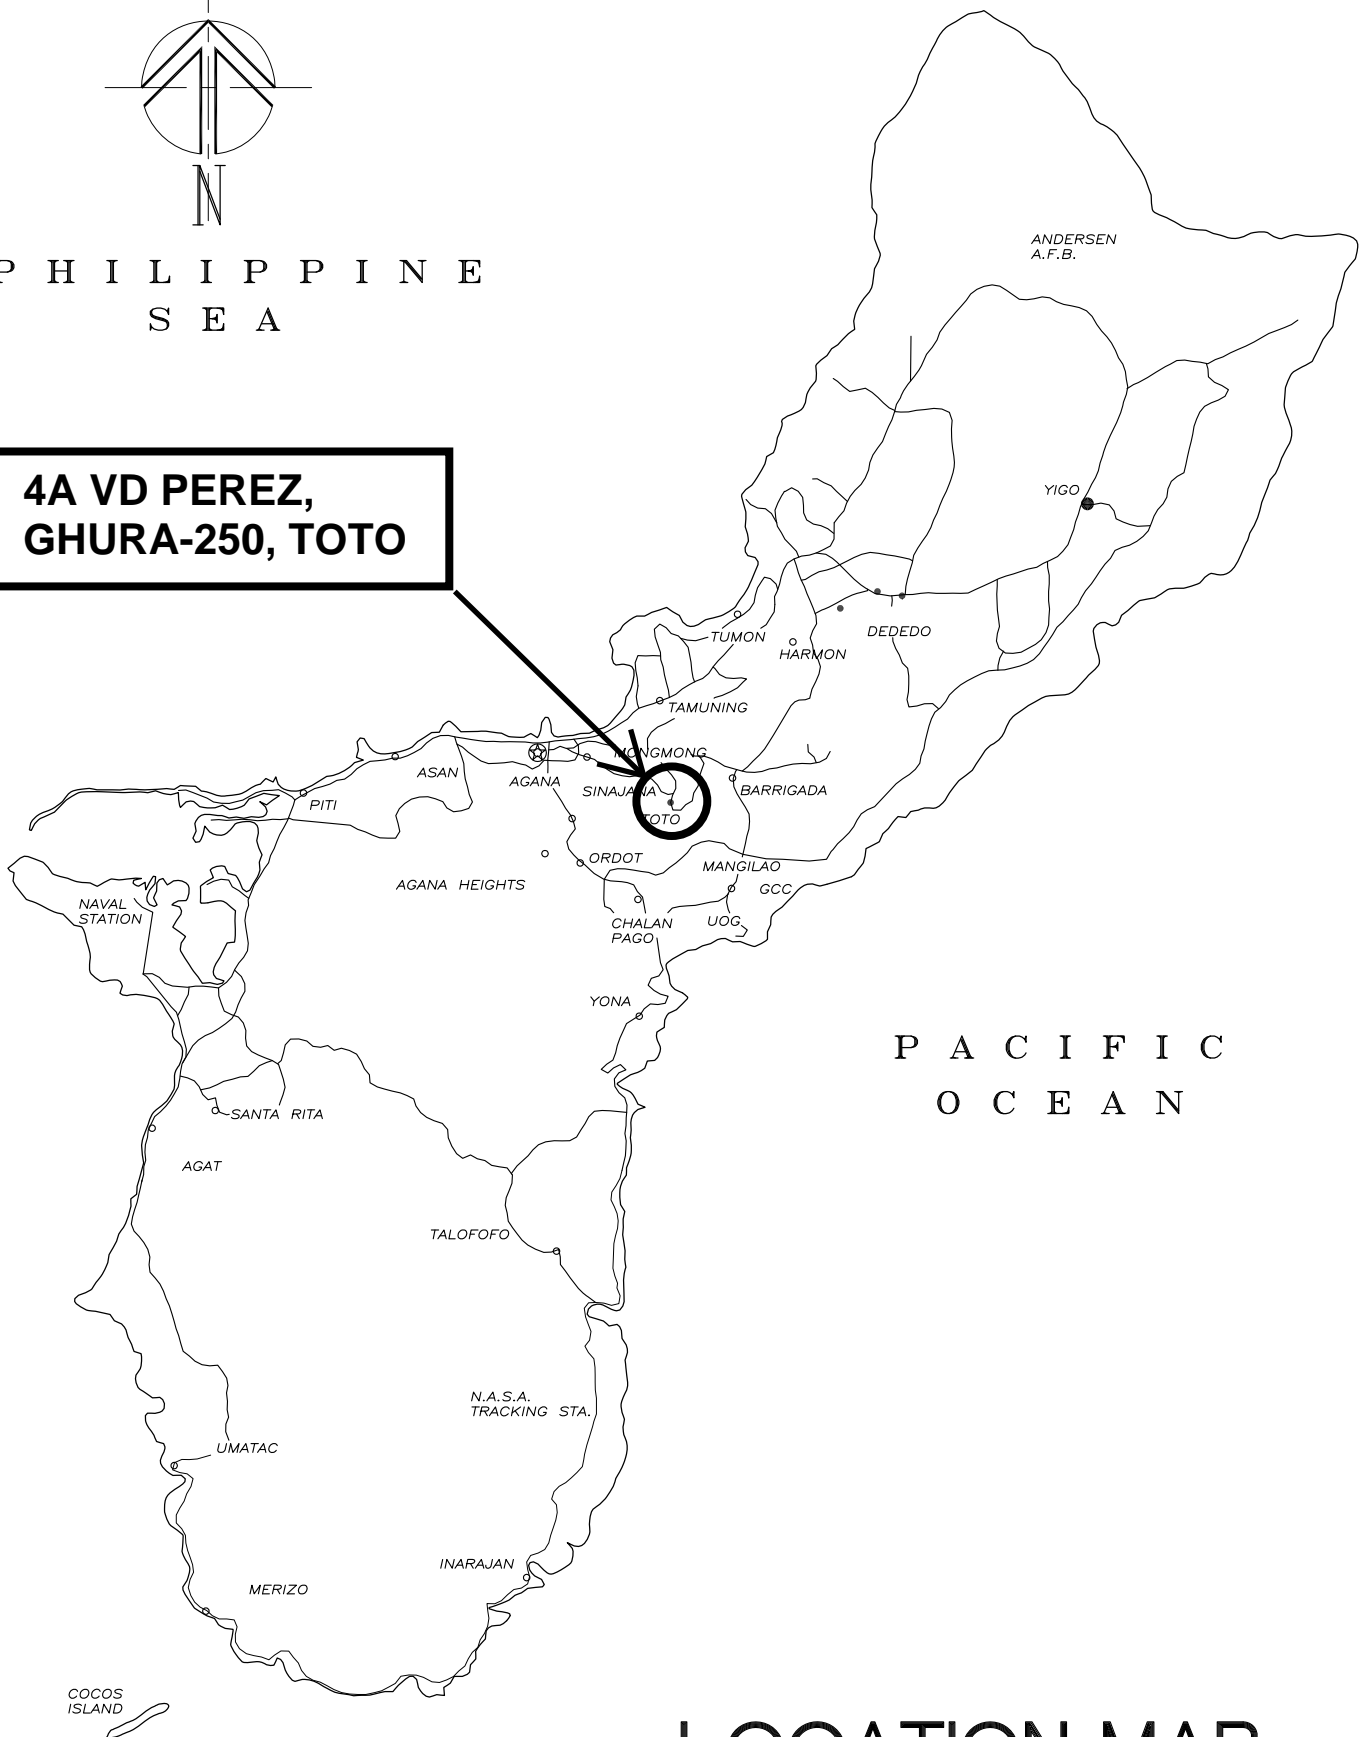 N
PHILIPPINE
SEA
ANDERSEN
A.F.B.
4A VD PEREZ,
GHURA-250, TOTO
YIGO
DEDEDO
TUMON
HARMON
TAMUNING
MONGMONG
ASAN
AGANA
SINAJANA
BARRIGADA
PITI
TOTO
ORDOT
MANGILAO
AGANA HEIGHTS
GCC
NAVAL
STATION
CHALAN
PAGO
UOG
YONA
PACIFIC
OCEAN
SANTA RITA
AGAT
TALOFOFO
N.A.S.A.
TRACKING STA.
UMATAC
INARAJAN
MERIZO
COCOS
ISLAND
LOCATION MAP